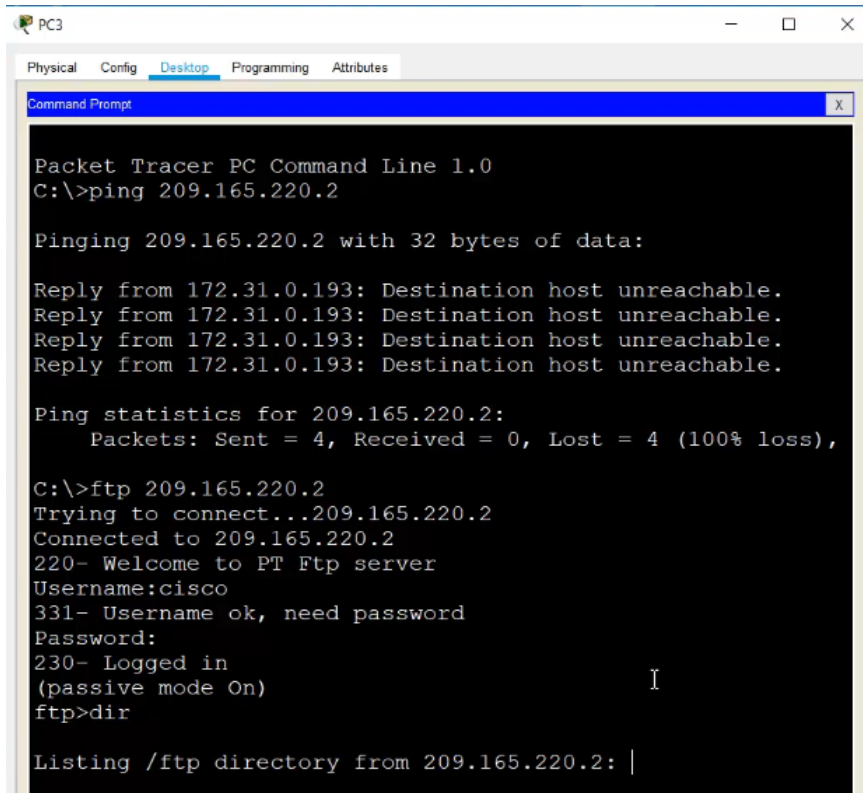 PC3
Physical Config Desktop Programming Attributes
Command Prompt
X
Packet Tracer PC Command Line 1.0
C:\>ping 209.165.220.2
Pinging 209.165.220.2 with 32 bytes of data:
Reply from 172.31.0.193: Destination host unreachable.
Reply from 172.31.0.193: Destination host unreachable.
Reply from 172.31.0.193: Destination host unreachable.
Reply from 172.31.0.193: Destination host unreachable.
Ping statistics for 209.165.220.2:
    Packets: Sent = 4, Received = 0, Lost = 4 (100% loss),
C:\>ftp 209.165.220.2
Trying to connect...209.165.220.2
Connected to 209.165.220.2
220- Welcome to PT Ftp server
Username:cisco
331- Username ok, need password
Password:
230- Logged in
(passive mode On)
ftp>dir
Listing /ftp directory from 209.165.220.2: